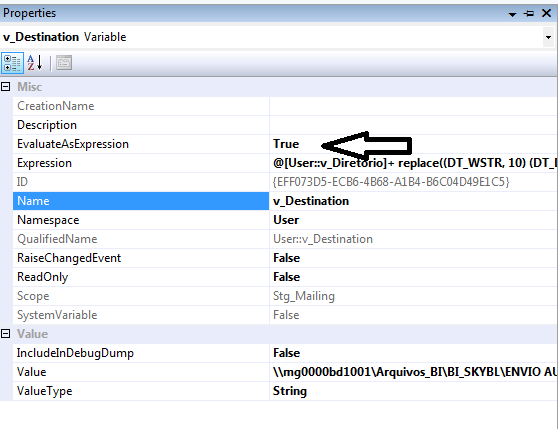 Properties
v_Destination Variable
Misc
CreationName
Description
EvaluateAsExpression True
Expression @[User::v_Diretório]+ replace((DT_WSTR, 10) (DT_
ID {EFF073D5-ECB6-4B68-A1B4-B6C04D49E1C5}
Name v_Destination
Namespace User
QualifiedName User::v_Destination
RaiseChangedEvent False
ReadOnly False
Scope Stg_Mailing
SystemVariable False
Value
IncludeInDebugDump False
Value \\mg0000bd1001\Arquivos_BI\BI_SKYBL\ENVIO AU
ValueType String